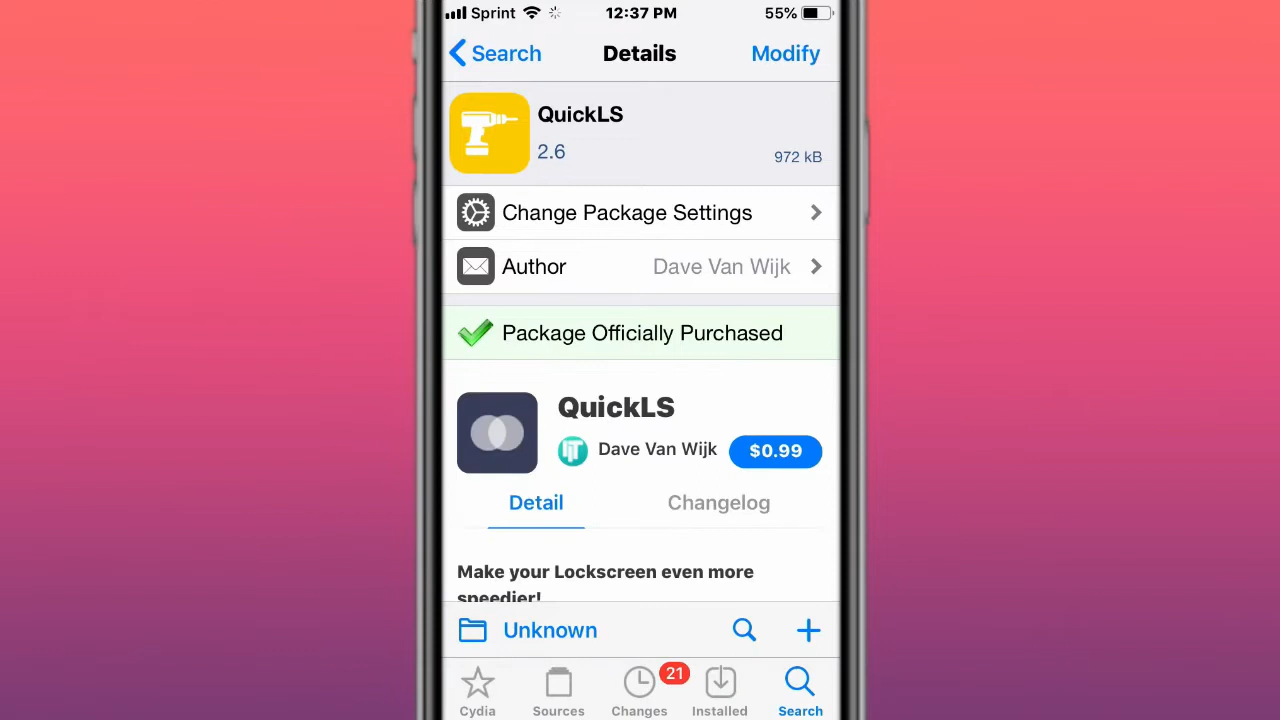 Sprint 12:37 PM 55%
Search Details Modify
QuickLS
2.6 972 kB
Change Package Settings
Author Dave Van Wijk
Package Officially Purchased
QuickLS
Dave Van Wijk $0.99
Detail Changelog
Make your Lockscreen even more
speedier!
Unknown
21
Cydia Sources Changes Installed Search